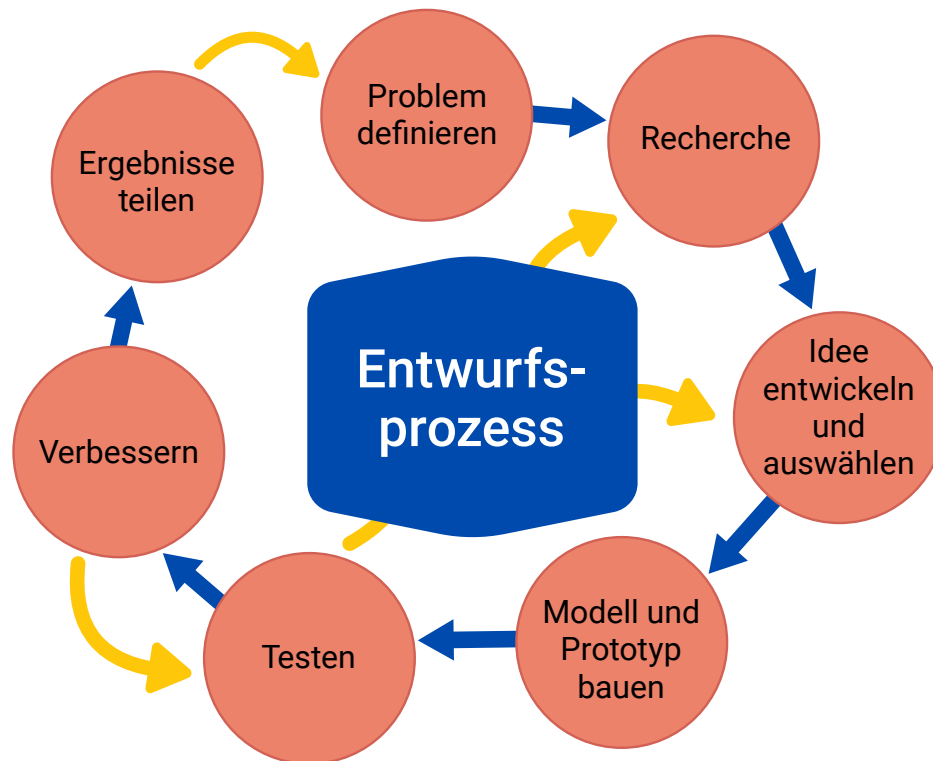 Problem
definieren
Recherche
Idee
entwickeln
und
auswählen
Modell und
Prototyp
bauen
Testen
Verbessern
Ergebnisse
teilen
Entwurfs-
prozess